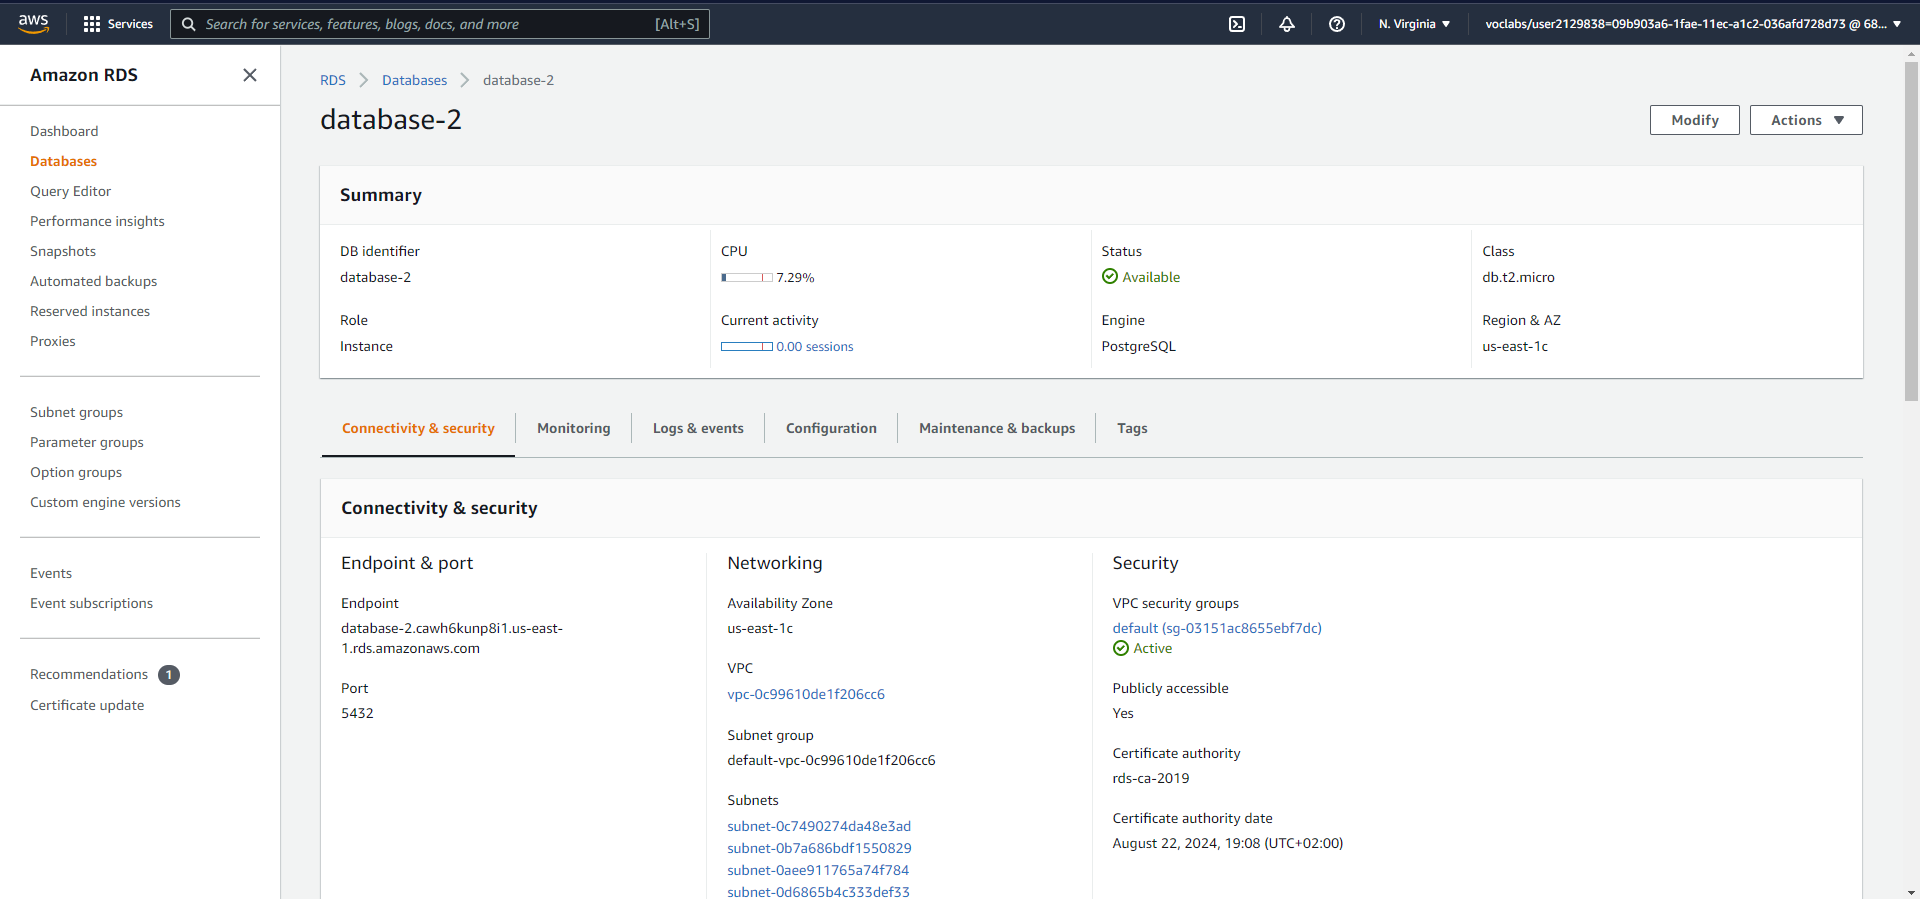 aws
Services
Search for services, features, blogs, docs, and more [Alt+S]
N. Virginia
voclabs/user2129838=09b903a6-1fae-11ec-a1c2-036afd728d73 @ 68...
Amazon RDS
Dashboard
Databases
Query Editor
Performance insights
Snapshots
Automated backups
Reserved instances
Proxies
Subnet groups
Parameter groups
Option groups
Custom engine versions
Events
Event subscriptions
Recommendations 1
Certificate update
RDS Databases database-2
database-2
Modify
Actions
Summary
DB identifier
database-2
CPU
7.29%
Status
Available
Class
db.t2.micro
Role
Instance
Current activity
0.00 sessions
Engine
PostgreSQL
Region & AZ
us-east-1c
Connectivity & security
Monitoring
Logs & events
Configuration
Maintenance & backups
Tags
Connectivity & security
Endpoint & port
Endpoint
database-2.cawh6kunp8i1.us-east-
1.rds.amazonaws.com
Port
5432
Networking
Availability Zone
us-east-1c
VPC
vpc-0c99610de1f206cc6
Subnet group
default-vpc-0c99610de1f206cc6
Subnets
subnet-0c7490274da48e3ad
subnet-0b7a686bdf1550829
subnet-0aee911765a74f784
subnet-0d6865b4c333def33
Security
VPC security groups
default (sg-03151ac8655ebf7dc)
Active
Publicly accessible
Yes
Certificate authority
rds-ca-2019
Certificate authority date
August 22, 2024, 19:08 (UTC+02:00)